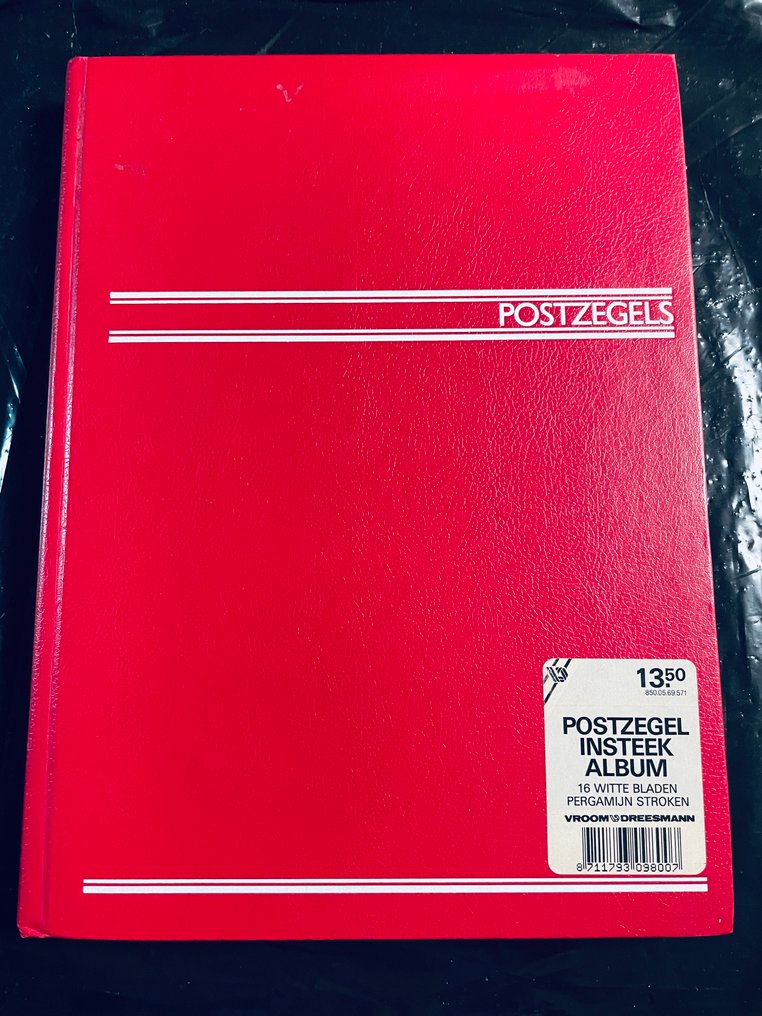 POSTZEGELS
13.50
850.05.69.571
POSTZEGEL
INSTEEK
ALBUM
16 WITTE BLADEN
PERGAMIJN STROKEN
VROOM DREESMANN
8 711793 098007